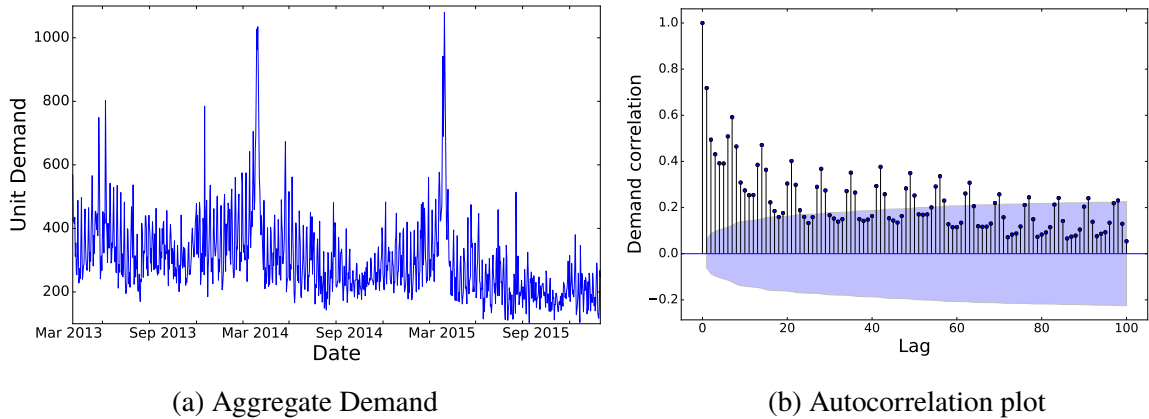 1000
800
600
400
200
Unit Demand
Mar 2013 Sep 2013 Mar 2014 Sep 2014 Mar 2015 Sep 2015
Date
(a) Aggregate Demand
1.0
0.8
0.6
0.4
0.2
0.0
−0.2
Demand correlation
0 20 40 60 80 100
Lag
(b) Autocorrelation plot